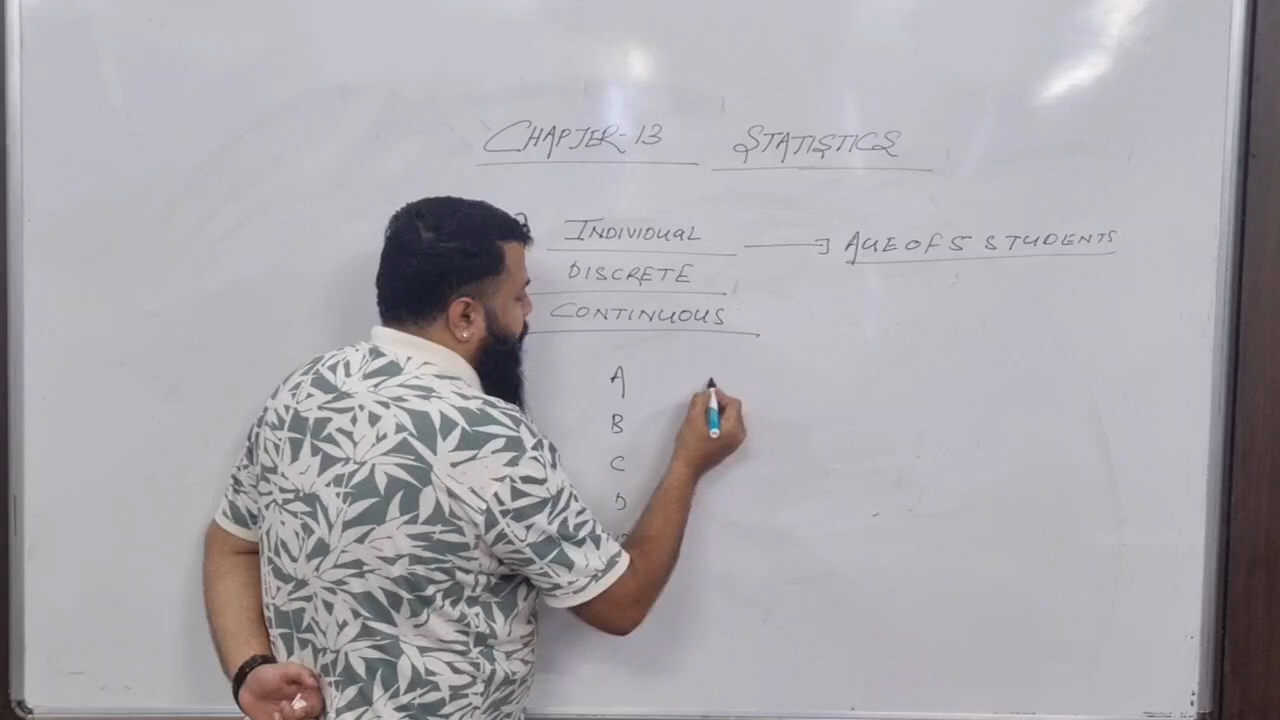 CHAPTER-13 STATISTICS
INDIVIDUAL AGE OF 5 STUDENTS
DISCRETE
CONTINUOUS
A
B
C
D